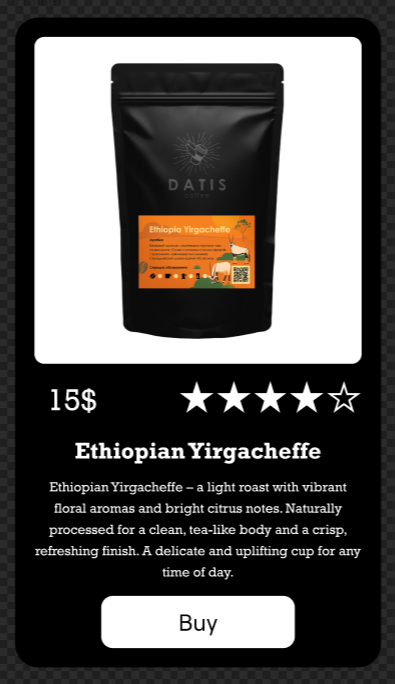 DATIS
coffee
Ethiopia Yirgacheffe
15$
Ethiopian Yirgacheffe
Ethiopian Yirgacheffe – a light roast with vibrant
floral aromas and bright citrus notes. Naturally
processed for a clean, tea-like body and a crisp,
refreshing finish. A delicate and uplifting cup for any
time of day.
Buy